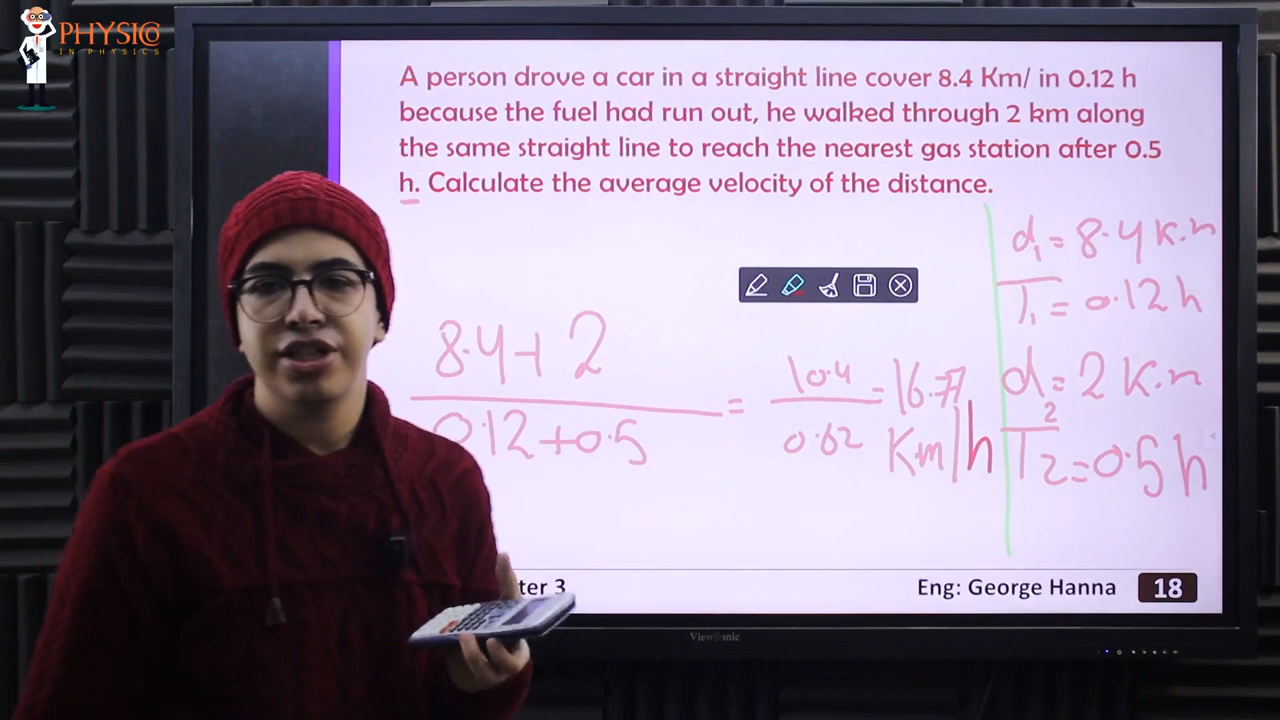 PHYSICO
IN PHYSICS
A person drove a car in a straight line cover 8.4 Km/ in 0.12 h
because the fuel had run out, he walked through 2 km along
the same straight line to reach the nearest gas station after 0.5
h. Calculate the average velocity of the distance.
8.4 + 2
0.12 + 0.5
=
10.4
0.62
= 16.77
Km/h
d₁ = 8.4 K.m
T₁ = 0.12 h
d₂ = 2 K.m
T₂ = 0.5 h
ter 3
Eng: George Hanna
18
ViewSonic